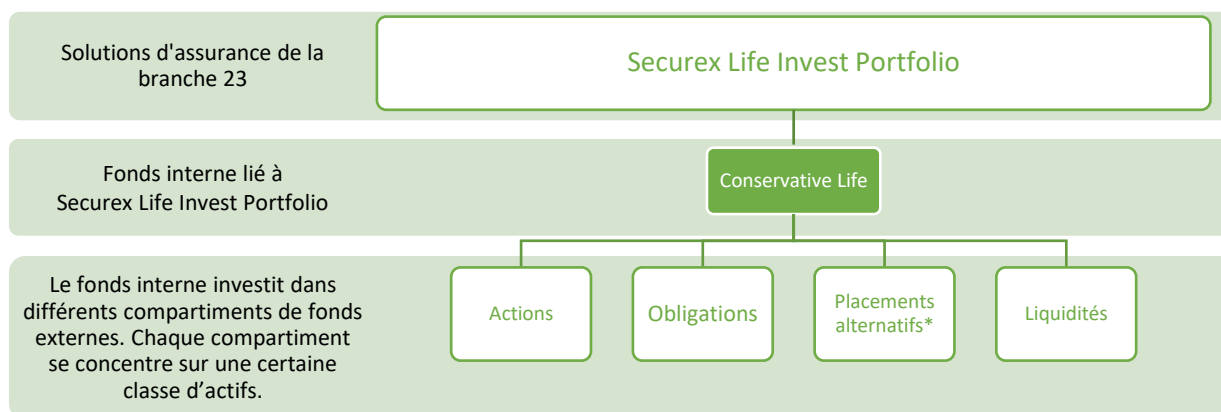 Solutions d'assurance de la
branche 23
Securex Life Invest Portfolio
Fonds interne lié à
Securex Life Invest Portfolio
Conservative Life
Le fonds interne investit dans
différents compartiments de fonds
externes. Chaque compartiment
se concentre sur une certaine
classe d’actifs.
Actions
Obligations
Placements
alternatifs*
Liquidités